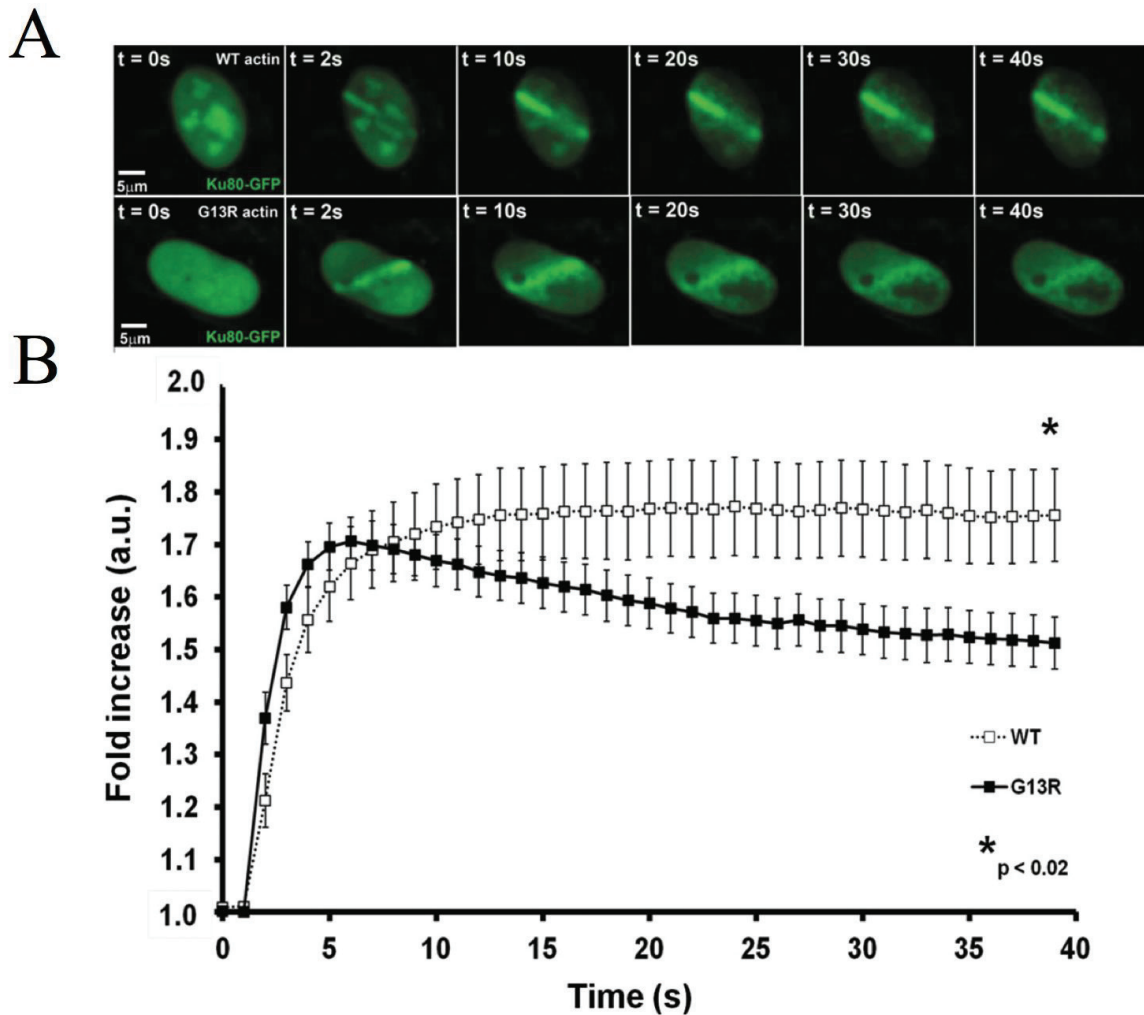 A
t = 0s WT actin t = 2s t = 10s t = 20s t = 30s t = 40s
5μm Ku80-GFP
t = 0s G13R actin t = 2s t = 10s t = 20s t = 30s t = 40s
5μm Ku80-GFP
B
2.0
1.9
1.8
1.7
1.6
1.5
1.4
1.3
1.2
1.1
1.0
Fold increase (a.u.)
*
WT
G13R
* p < 0.02
0 5 10 15 20 25 30 35 40
Time (s)